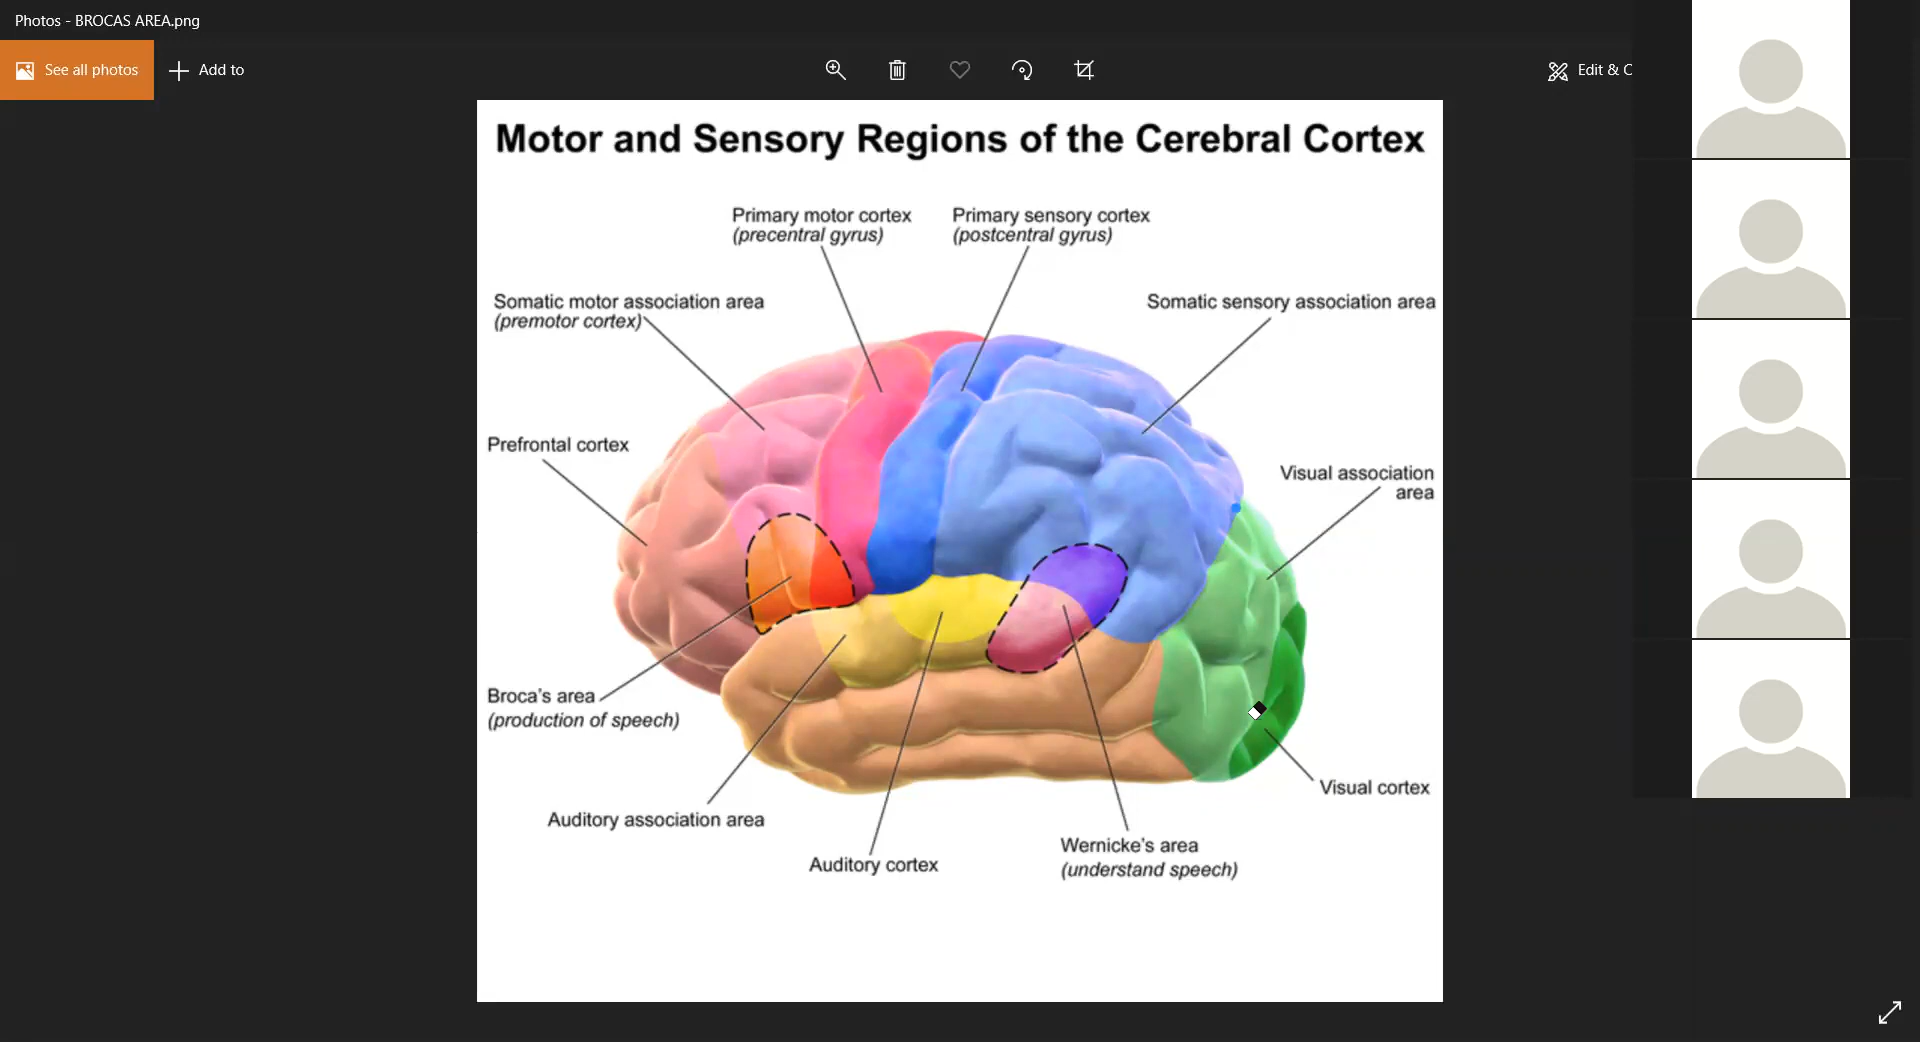 Photos - BROCAS AREA.png
See all photos
Add to
Edit & C
Motor and Sensory Regions of the Cerebral Cortex
Primary motor cortex
(precentral gyrus)
Primary sensory cortex
(postcentral gyrus)
Somatic motor association area
(premotor cortex)
Somatic sensory association area
Prefrontal cortex
Visual association
area
Broca's area
(production of speech)
Visual cortex
Auditory association area
Auditory cortex
Wernicke's area
(understand speech)